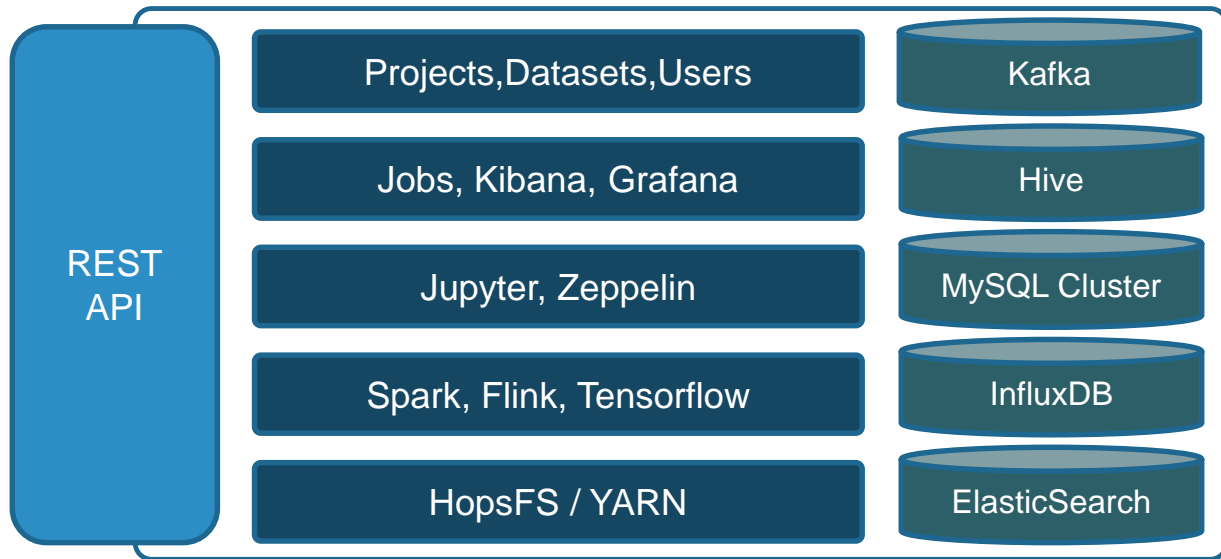 REST
API
Projects,Datasets,Users
Jobs, Kibana, Grafana
Jupyter, Zeppelin
Spark, Flink, Tensorflow
HopsFS / YARN
Kafka
Hive
MySQL Cluster
InfluxDB
ElasticSearch